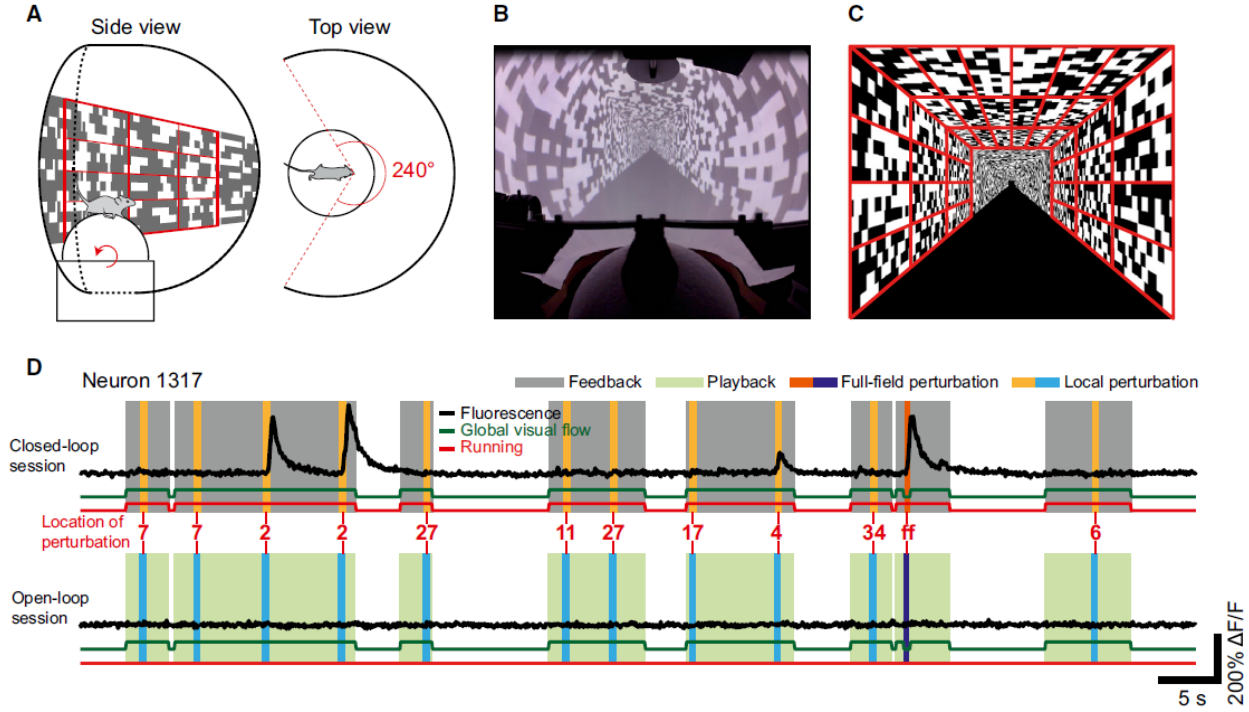 A
Side view
Top view
240°
B
C
D
Neuron 1317
Feedback
Playback
Full-field perturbation
Local perturbation
Fluorescence
Global visual flow
Running
Closed-loop
session
Location of
perturbation
7 7 2 2 27 11 27 17 4 34 ff 6
Open-loop
session
200% ΔF/F
5 s